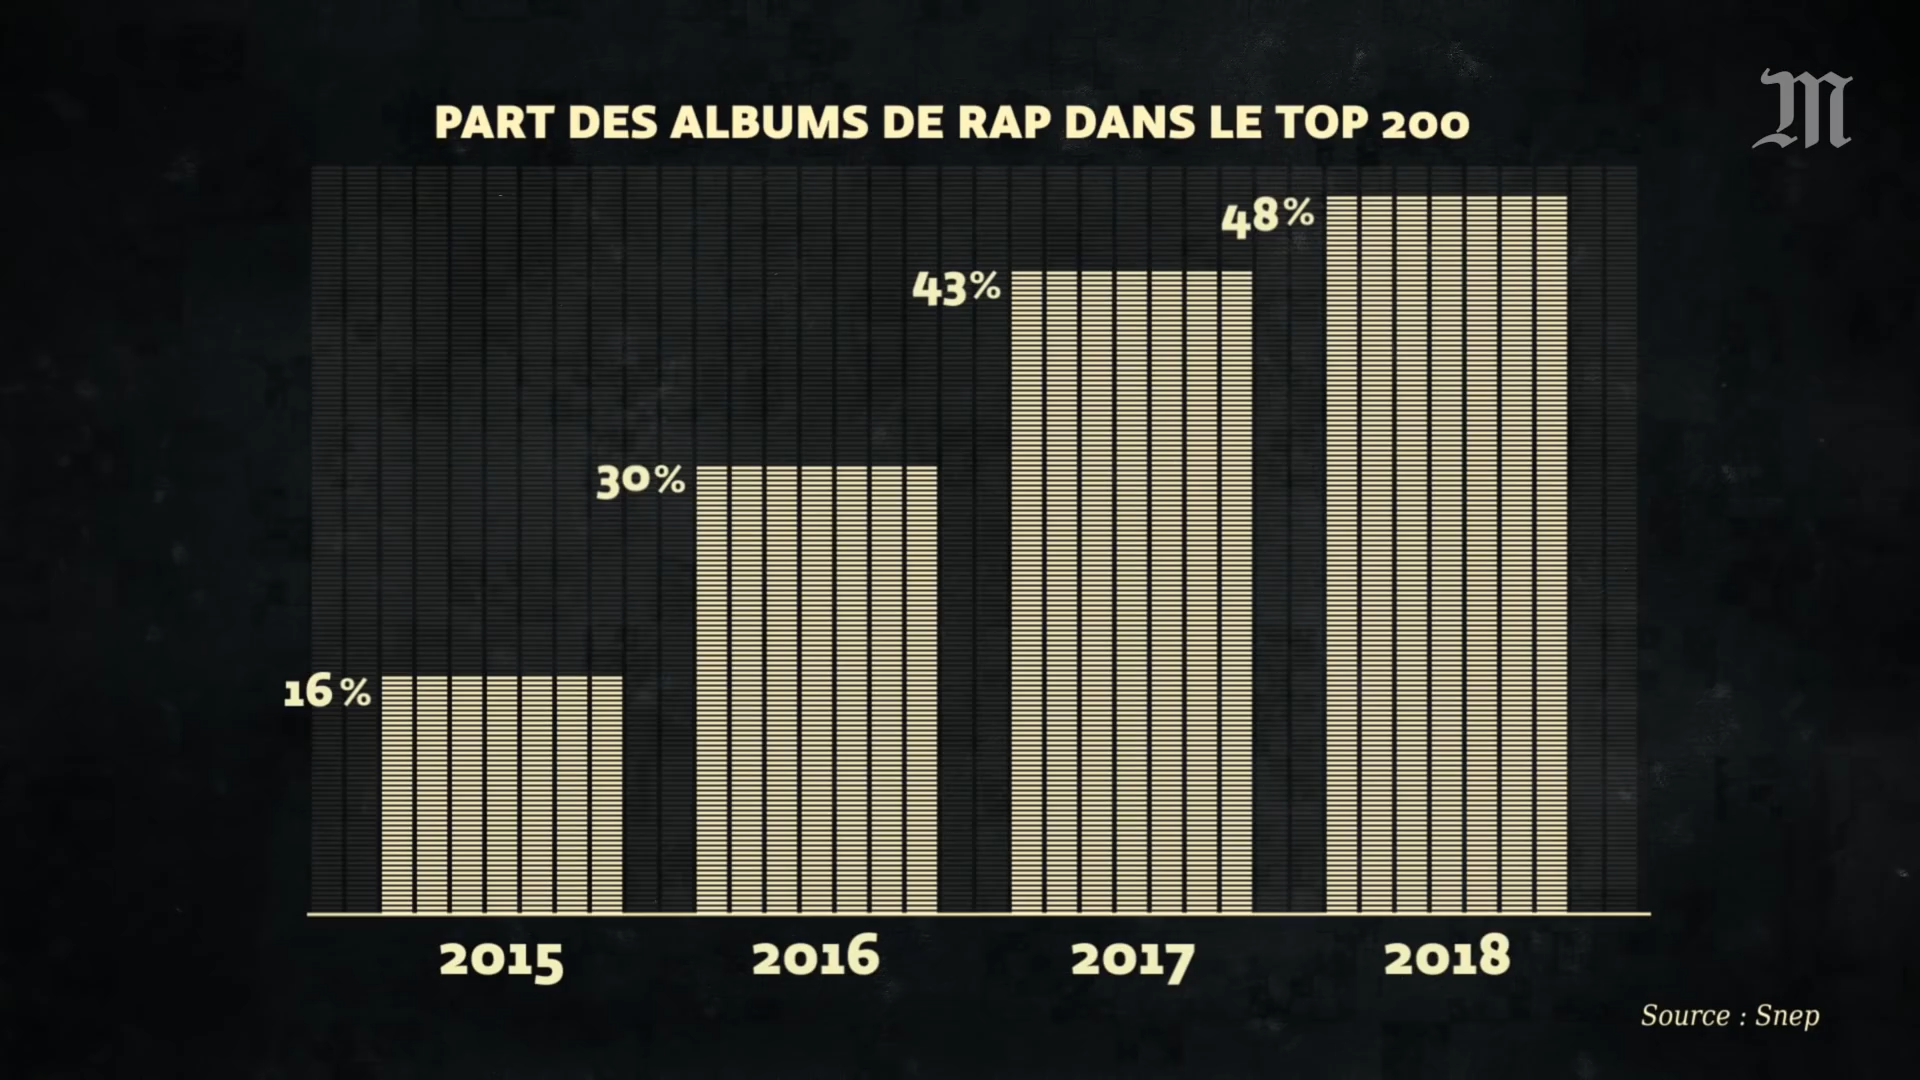 PART DES ALBUMS DE RAP DANS LE TOP 200
M
48%
43%
30%
16%
2015 2016 2017 2018
Source : Snep